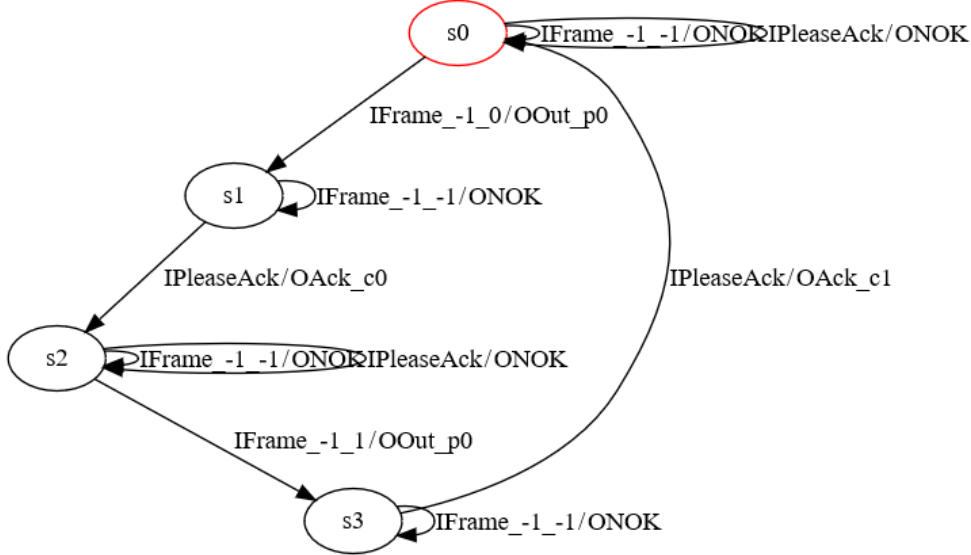 s0
IFrame_-1_-1/ONOK
IPleaseAck/ONOK
IFrame_-1_0/OOut_p0
s1
IFrame_-1_-1/ONOK
IPleaseAck/OAck_c0
IPleaseAck/OAck_c1
s2
IFrame_-1_-1/ONOK
IPleaseAck/ONOK
IFrame_-1_1/OOut_p0
s3
IFrame_-1_-1/ONOK